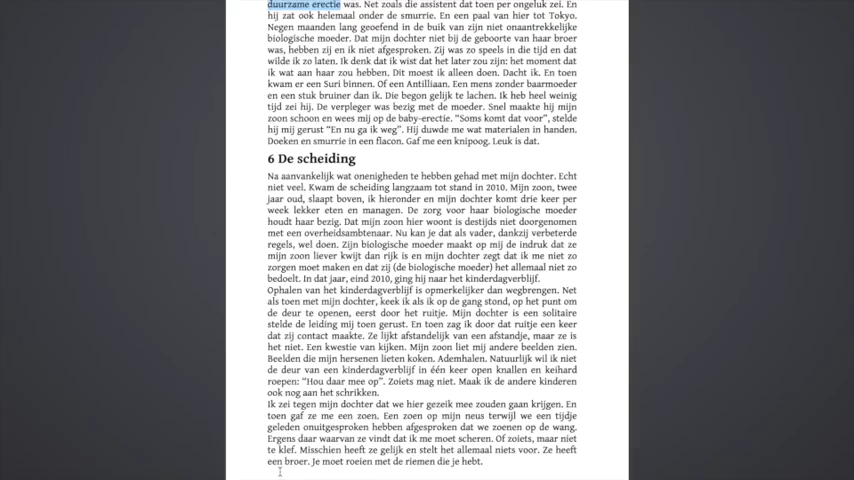 duurzame erectie was. Net zoals die assistent dat toen per ongeluk zei. En
hij zat ook helemaal onder de smurrie. En een paal van hier tot Tokyo.
Negen maanden lang geoefend in de buik van zijn niet onaantrekkelijke
biologische moeder. Dat mijn dochter niet bij de geboorte van haar broer
was, hebben zij en ik niet afgesproken. Zij was zo speels in die tijd en dat
wilde ik zo laten. Ik denk dat ik wist dat het later zou zijn: het moment dat
ik wat aan haar zou hebben. Dit moest ik alleen doen. Dacht ik. En toen
kwam er een Suri binnen. Of een Antilliaan. Een mens zonder baarmoeder
en een stuk bruiner dan ik. Die begon gelijk te lachen. Ik heb heel weinig
tijd zei hij. De verpleger was bezig met de moeder. Snel maakte hij mijn
zoon schoon en wees mij op de baby-erectie. “Soms komt dat voor”, stelde
hij mij gerust “En nu ga ik weg”. Hij duwde me wat materialen in handen.
Doeken en smurrie in een flacon. Gaf me een knipoog. Leuk is dat.
6 De scheiding
Na aanvankelijk wat onenigheden te hebben gehad met mijn dochter. Echt
niet veel. Kwam de scheiding langzaam tot stand in 2010. Mijn zoon, twee
jaar oud, slaapt boven, ik hieronder en mijn dochter komt drie keer per
week lekker eten en managen. De zorg voor haar biologische moeder
houdt haar bezig. Dat mijn zoon hier woont is destijds niet doorgenomen
met een overheidsambtenaar. Nu kan je dat als vader, dankzij verbeterde
regels, wel doen. Zijn biologische moeder maakt op mij de indruk dat ze
mijn zoon liever kwijt dan rijk is en mijn dochter zegt dat ik me niet zo
zorgen moet maken en dat zij (de biologische moeder) het allemaal niet zo
bedoelt. In dat jaar, eind 2010, ging hij naar het kinderdagverblijf.
Ophalen van het kinderdagverblijf is opmerkelijker dan wegbrengen. Net
als toen met mijn dochter, keek ik als ik op de gang stond, op het punt om
de deur te openen, eerst door het ruitje. Mijn dochter is een solitaire
stelde de leiding mij toen gerust. En toen zag ik door dat ruitje een keer
dat zij contact maakte. Ze lijkt afstandelijk van een afstandje, maar ze is
het niet. Een kwestie van kijken. Mijn zoon liet mij andere beelden zien.
Beelden die mijn hersenen lieten koken. Ademhalen. Natuurlijk wil ik niet
de deur van een kinderdagverblijf in één keer open knallen en keihard
roepen: “Hou daar mee op”. Zoiets mag niet. Maak ik de andere kinderen
ook nog aan het schrikken.
Ik zei tegen mijn dochter dat we hier gezeik mee zouden gaan krijgen. En
toen gaf ze me een zoen. Een zoen op mijn neus terwijl we een tijdje
geleden onuitgesproken hebben afgesproken dat we zoenen op de wang.
Ergens daar waarvan ze vindt dat ik me moet scheren. Of zoiets, maar niet
te klef. Misschien heeft ze gelijk en stelt het allemaal niets voor. Ze heeft
een broer. Je moet roeien met de riemen die je hebt.